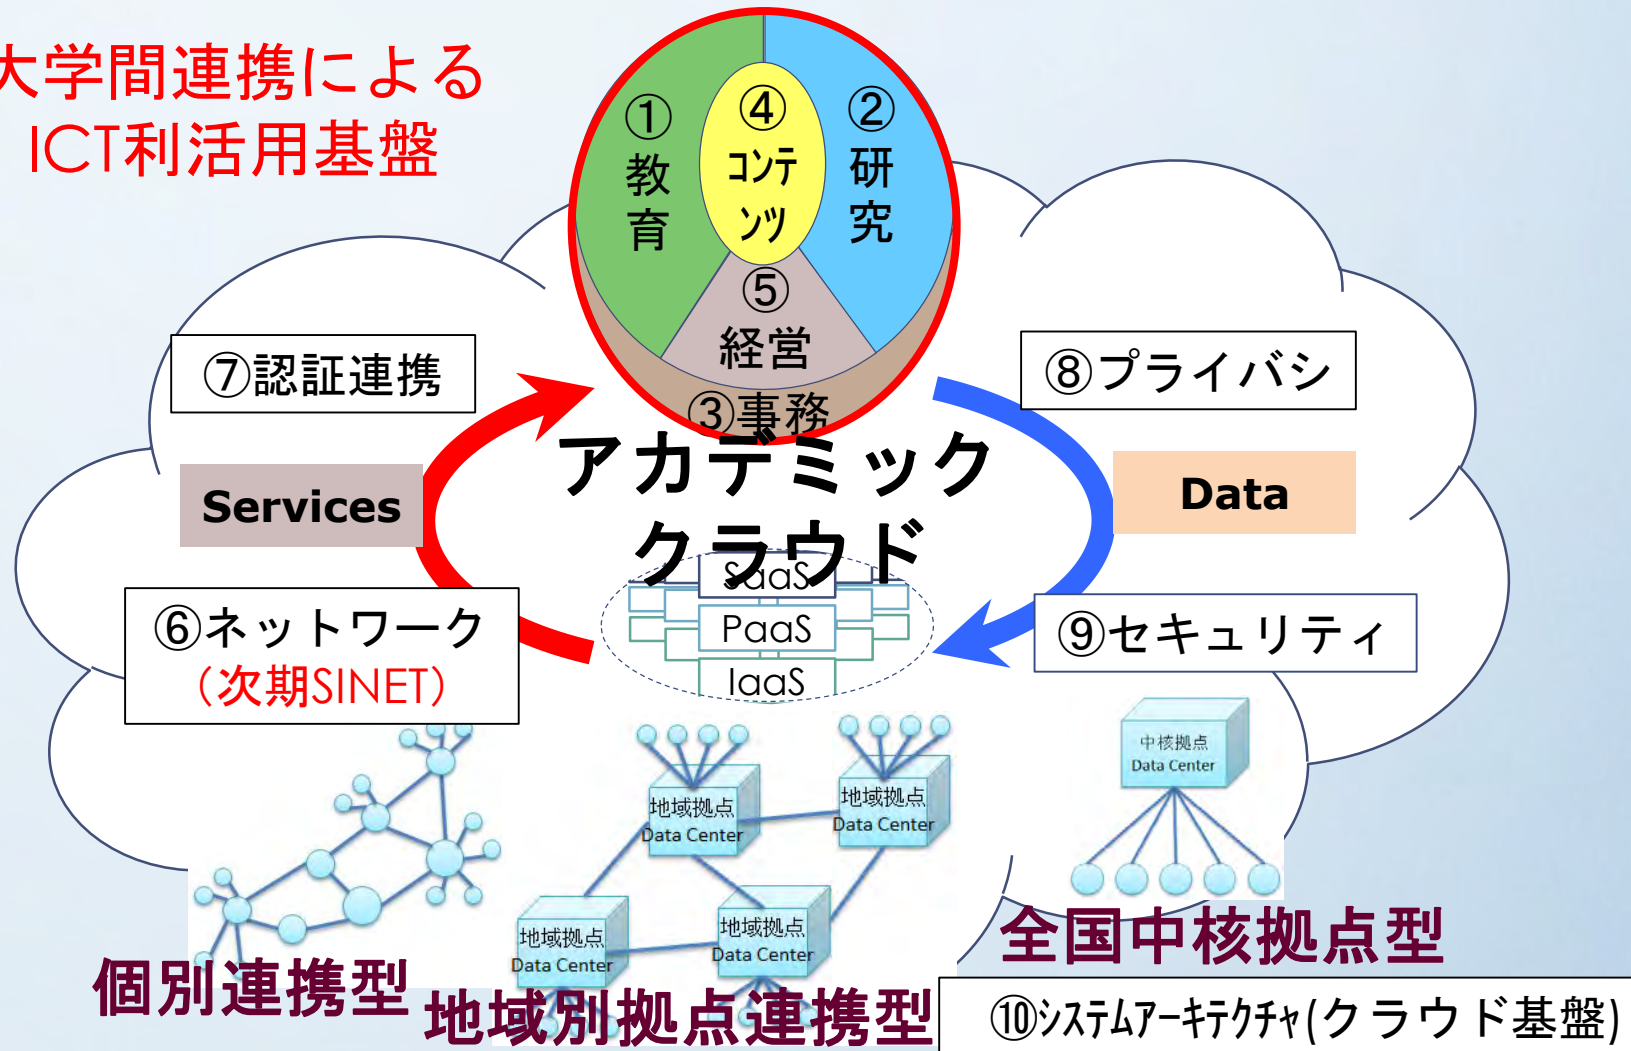 大学間連携による
ICT利活用基盤
①
教
育
④
コンテ
ンツ
②
研
究
⑤
経営
③事務
⑦認証連携
⑧プライバシ
アカデミック
クラウド
Services
Data
SaaS
PaaS
IaaS
⑥ネットワーク
（次期SINET）
⑨セキュリティ
中核拠点
Data Center
地域拠点
Data Center
地域拠点
Data Center
地域拠点
Data Center
地域拠点
Data Center
個別連携型
地域別拠点連携型
全国中核拠点型
⑩システムアーキテクチャ(クラウド基盤)